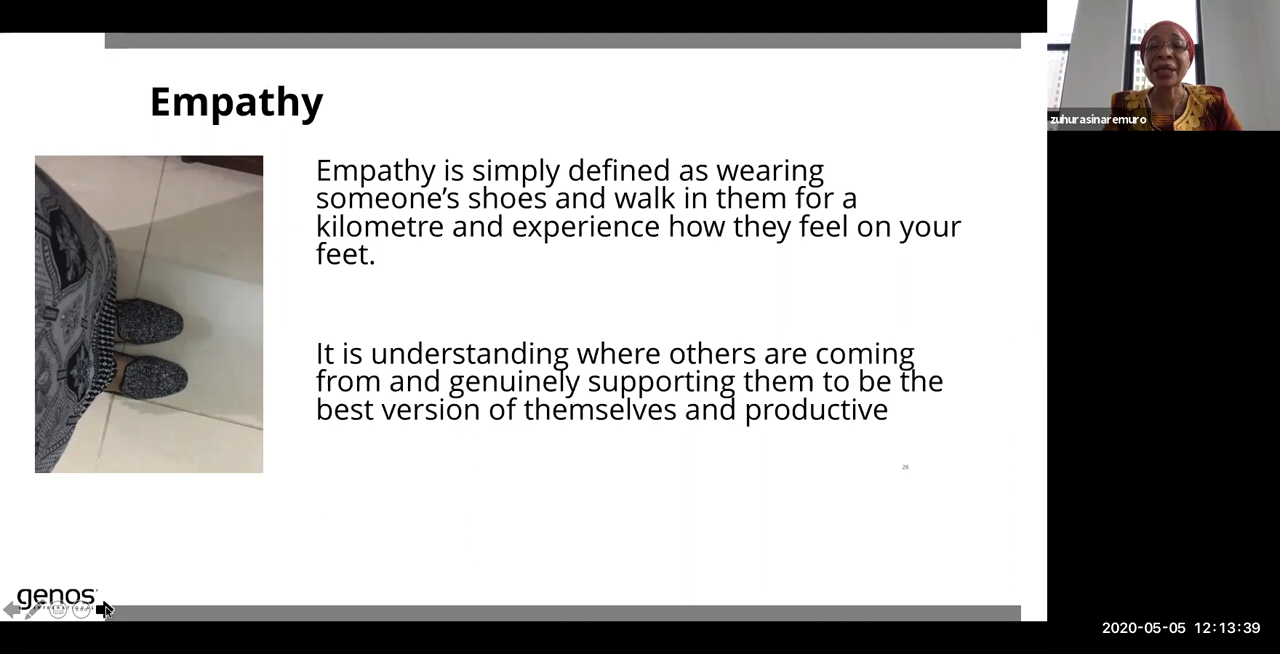 Empathy
Empathy is simply defined as wearing
someone’s shoes and walk in them for a
kilometre and experience how they feel on your
feet.
It is understanding where others are coming
from and genuinely supporting them to be the
best version of themselves and productive
26
genos
zuhurasinaremuro
2020-05-05 12:13:39